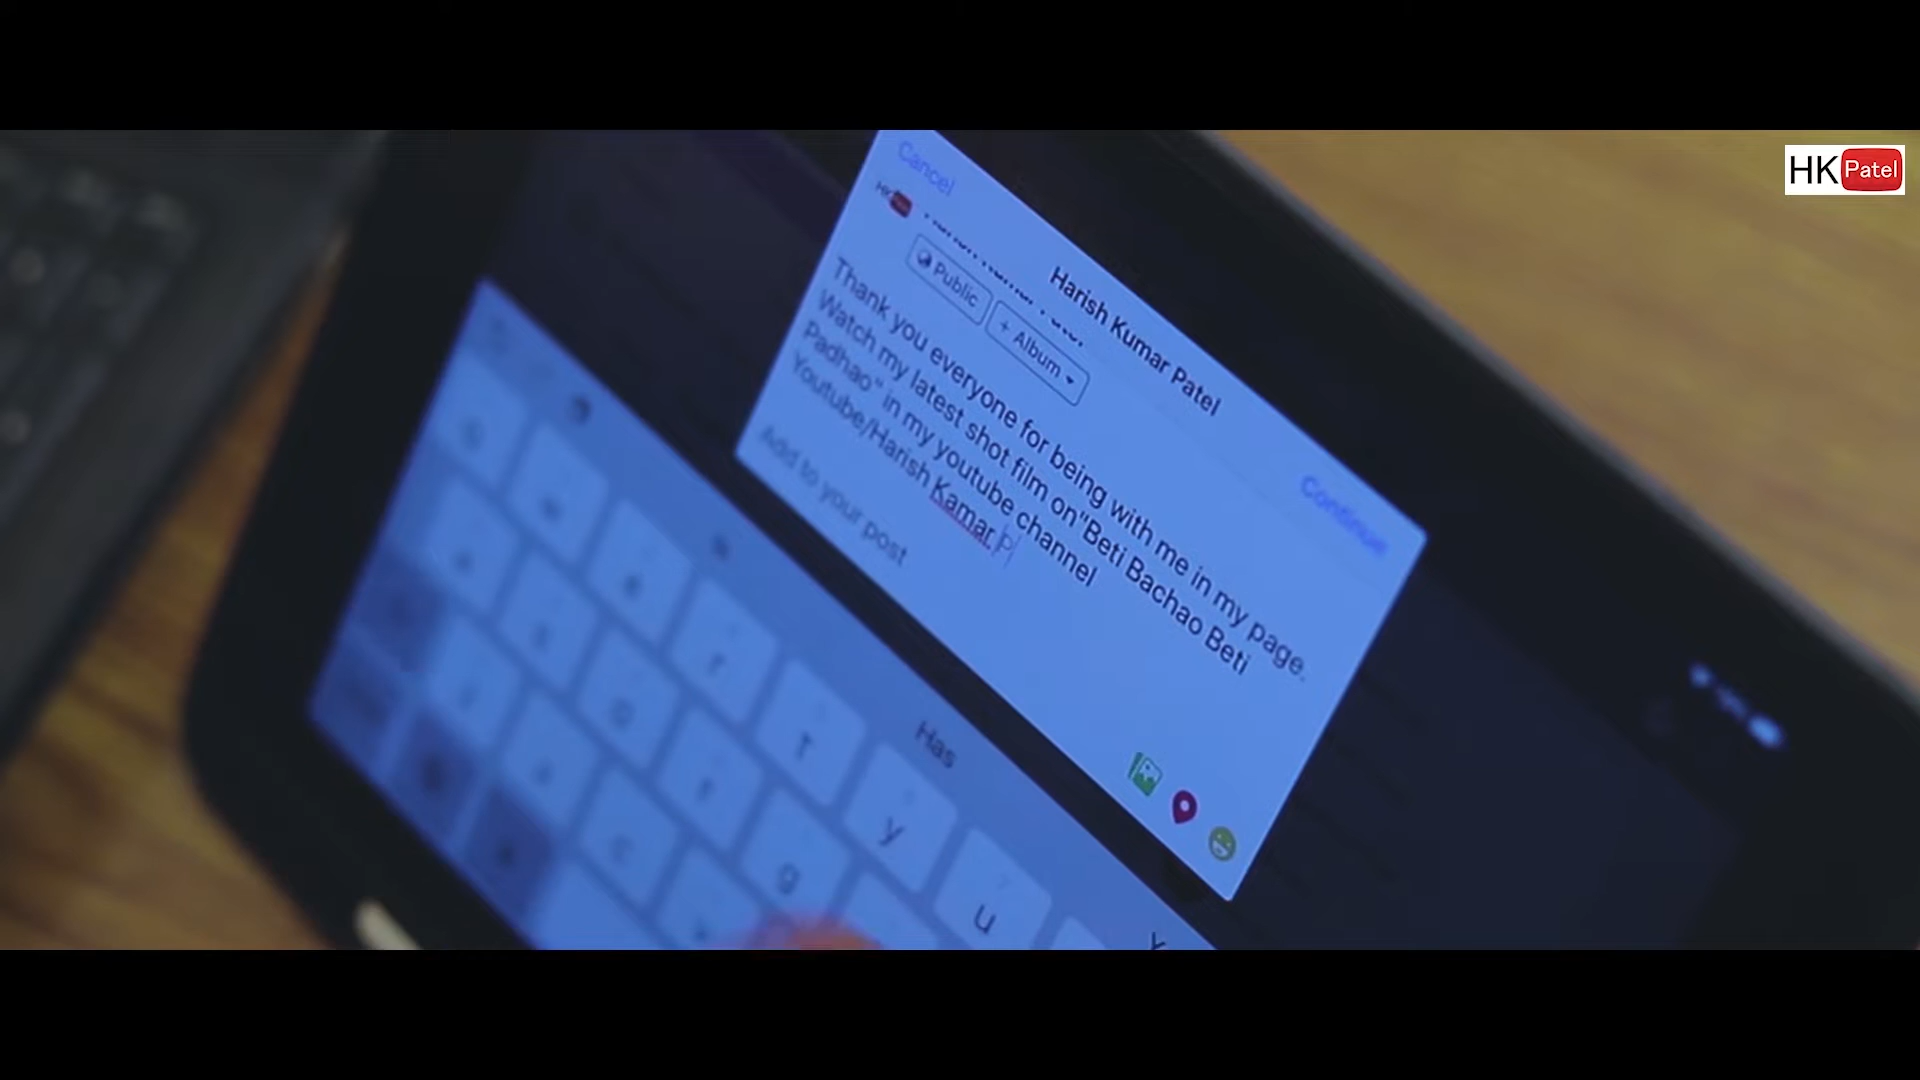 HK Patel
Cancel
Harish Kumar Patel
Continue
Public
+ Album
Thank you everyone for being with me in my page.
Watch my latest shot film on"Beti Bachao Beti
Padhao" in my youtube channel
Youtube/Harish Kamar P
Add to your post
Has
r T y u
g